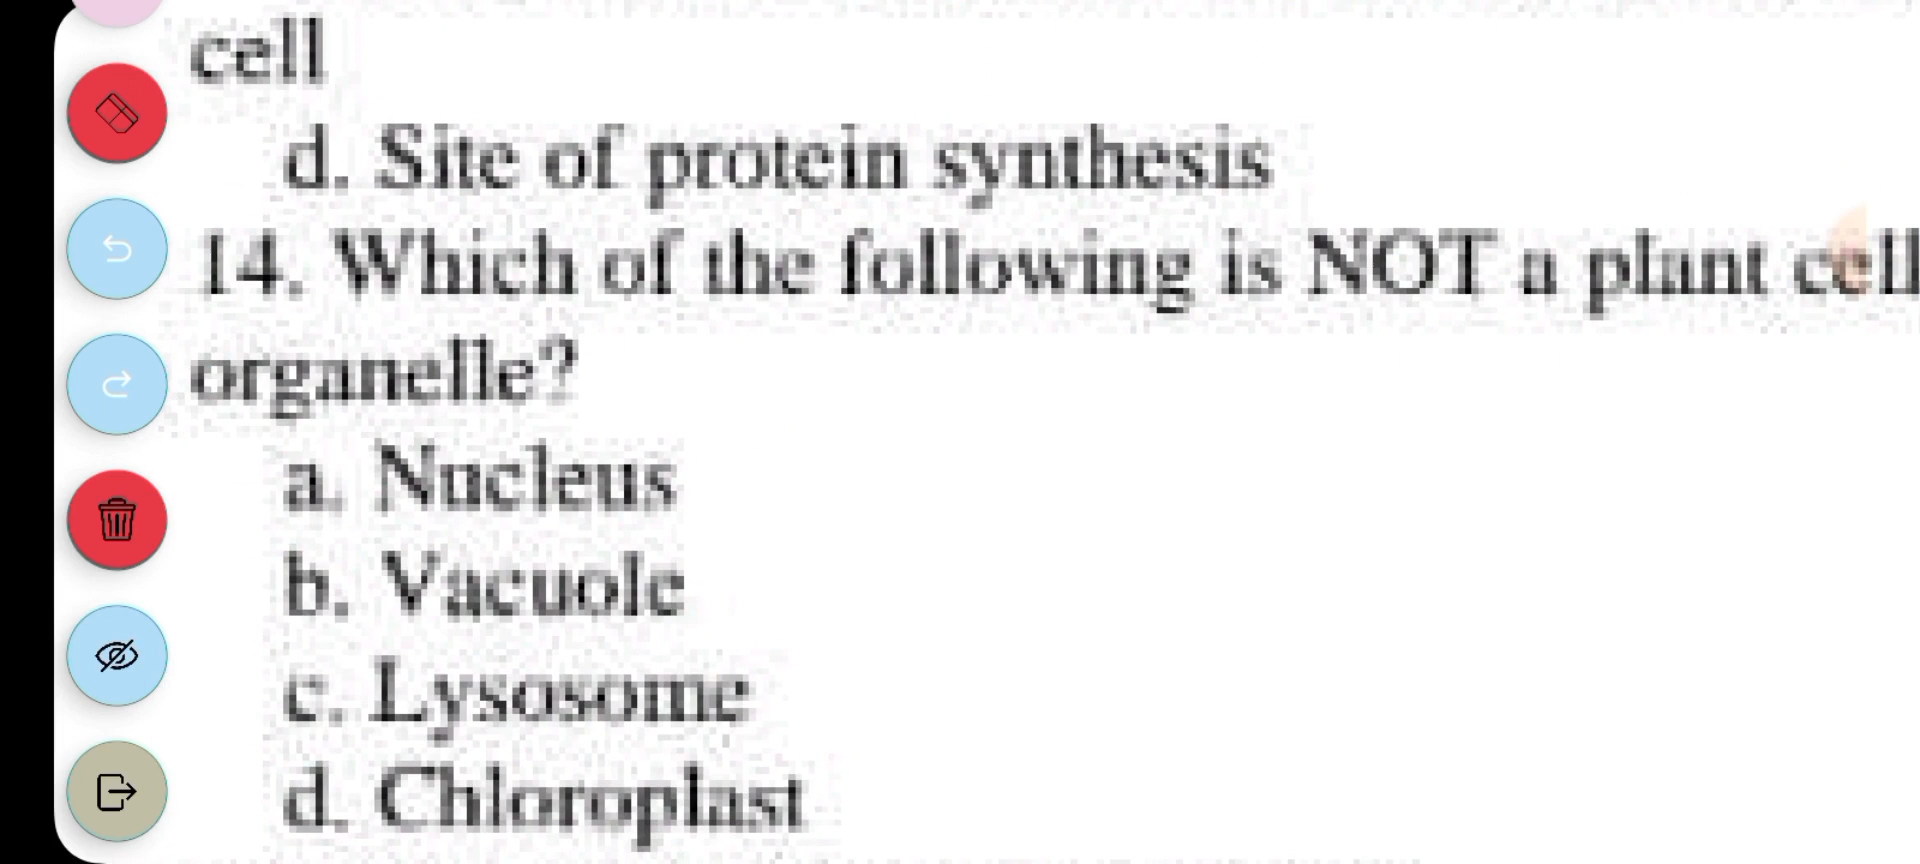 cell
d. Site of protein synthesis
14. Which of the following is NOT a plant cell
organelle?
a. Nucleus
b. Vacuole
c. Lysosome
d. Chloroplast